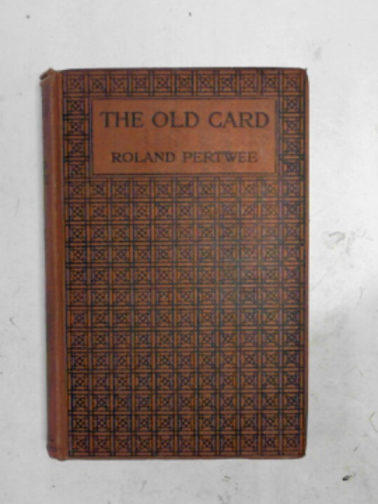 THE OLD CARD
ROLAND PERTWEE